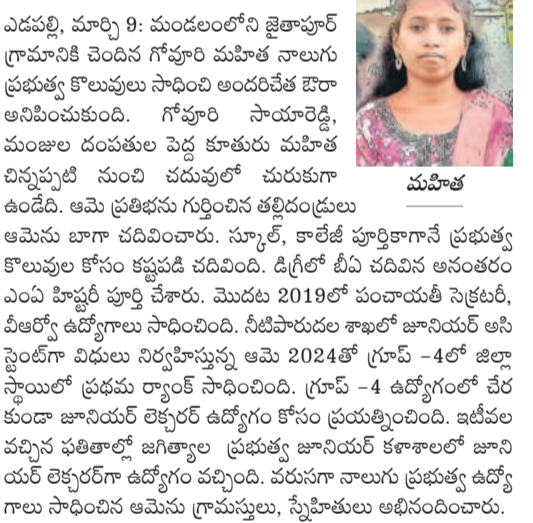 ఎడపల్లి, మార్చి 9: మండలంలోని జైతాపూర్
గ్రామానికి చెందిన గోవూరి మహిత నాలుగు
ప్రభుత్వ కొలువులు సాధించి అందరిచేత ఔరా
అనిపించుకుంది. గోవూరి సాయారెడ్డి,
మంజుల దంపతుల పెద్ద కూతురు మహిత
చిన్నప్పటి నుంచి చదువులో చురుకుగా
ఉండేది. ఆమె ప్రతిభను గుర్తించిన తల్లిదండ్రులు
మహిత
ఆమెను బాగా చదివించారు. స్కూల్, కాలేజీ పూర్తికాగానే ప్రభుత్వ
కొలువుల కోసం కష్టపడి చదివింది. డిగ్రీలో బీఏ చదివిన అనంతరం
ఎంఏ హిస్టరీ పూర్తి చేశారు. మొదట 2019లో పంచాయతీ సెక్రటరీ,
వీఆర్వో ఉద్యోగాలు సాధించింది. నీటిపారుదల శాఖలో జూనియర్ అసి
స్టెంట్‌గా విధులు నిర్వహిస్తున్న ఆమె 2024తో గ్రూప్ -4లో జిల్లా
స్థాయిలో ప్రథమ ర్యాంక్ సాధించింది. గ్రూప్ -4 ఉద్యోగంలో చేర
కుండా జూనియర్ లెక్చరర్ ఉద్యోగం కోసం ప్రయత్నించింది. ఇటీవల
వచ్చిన ఫతితాల్లో జగిత్యాల ప్రభుత్వ జూనియర్ కళాశాలలో జూని
యర్ లెక్చరర్‌గా ఉద్యోగం వచ్చింది. వరుసగా నాలుగు ప్రభుత్వ ఉద్యో
గాలు సాధించిన ఆమెను గ్రామస్తులు, స్నేహితులు అభినందించారు.